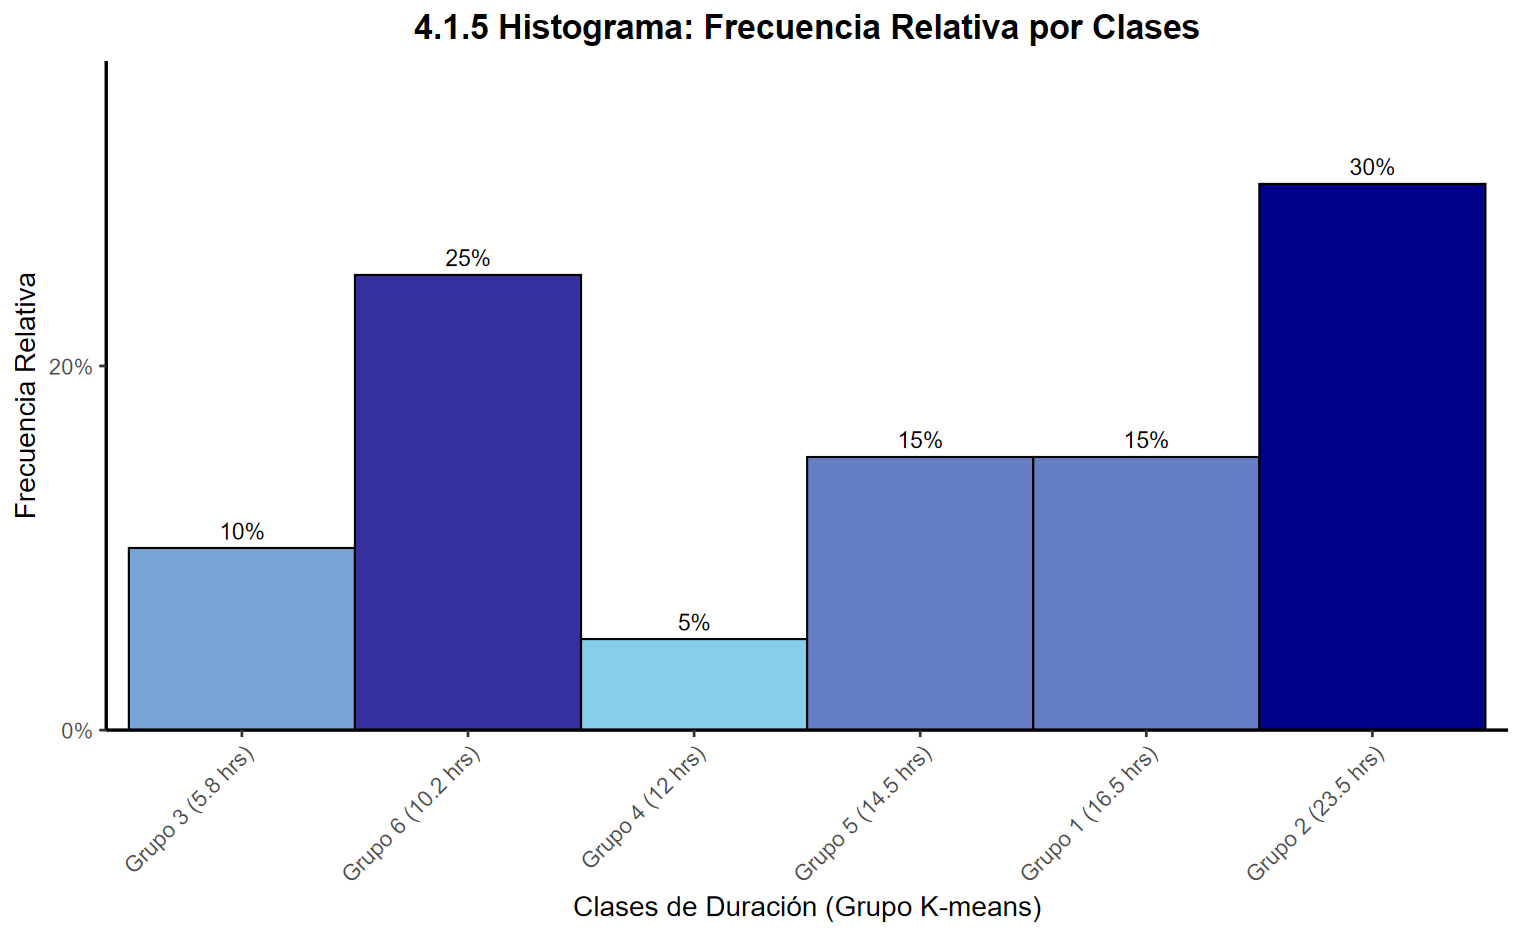 4.1.5 Histograma: Frecuencia Relativa por Clases
Frecuencia Relativa
20%
0%
10%
25%
5%
15%
15%
30%
Grupo 3 (5.8 hrs)
Grupo 6 (10.2 hrs)
Grupo 4 (12 hrs)
Grupo 5 (14.5 hrs)
Grupo 1 (16.5 hrs)
Grupo 2 (23.5 hrs)
Clases de Duración (Grupo K-means)